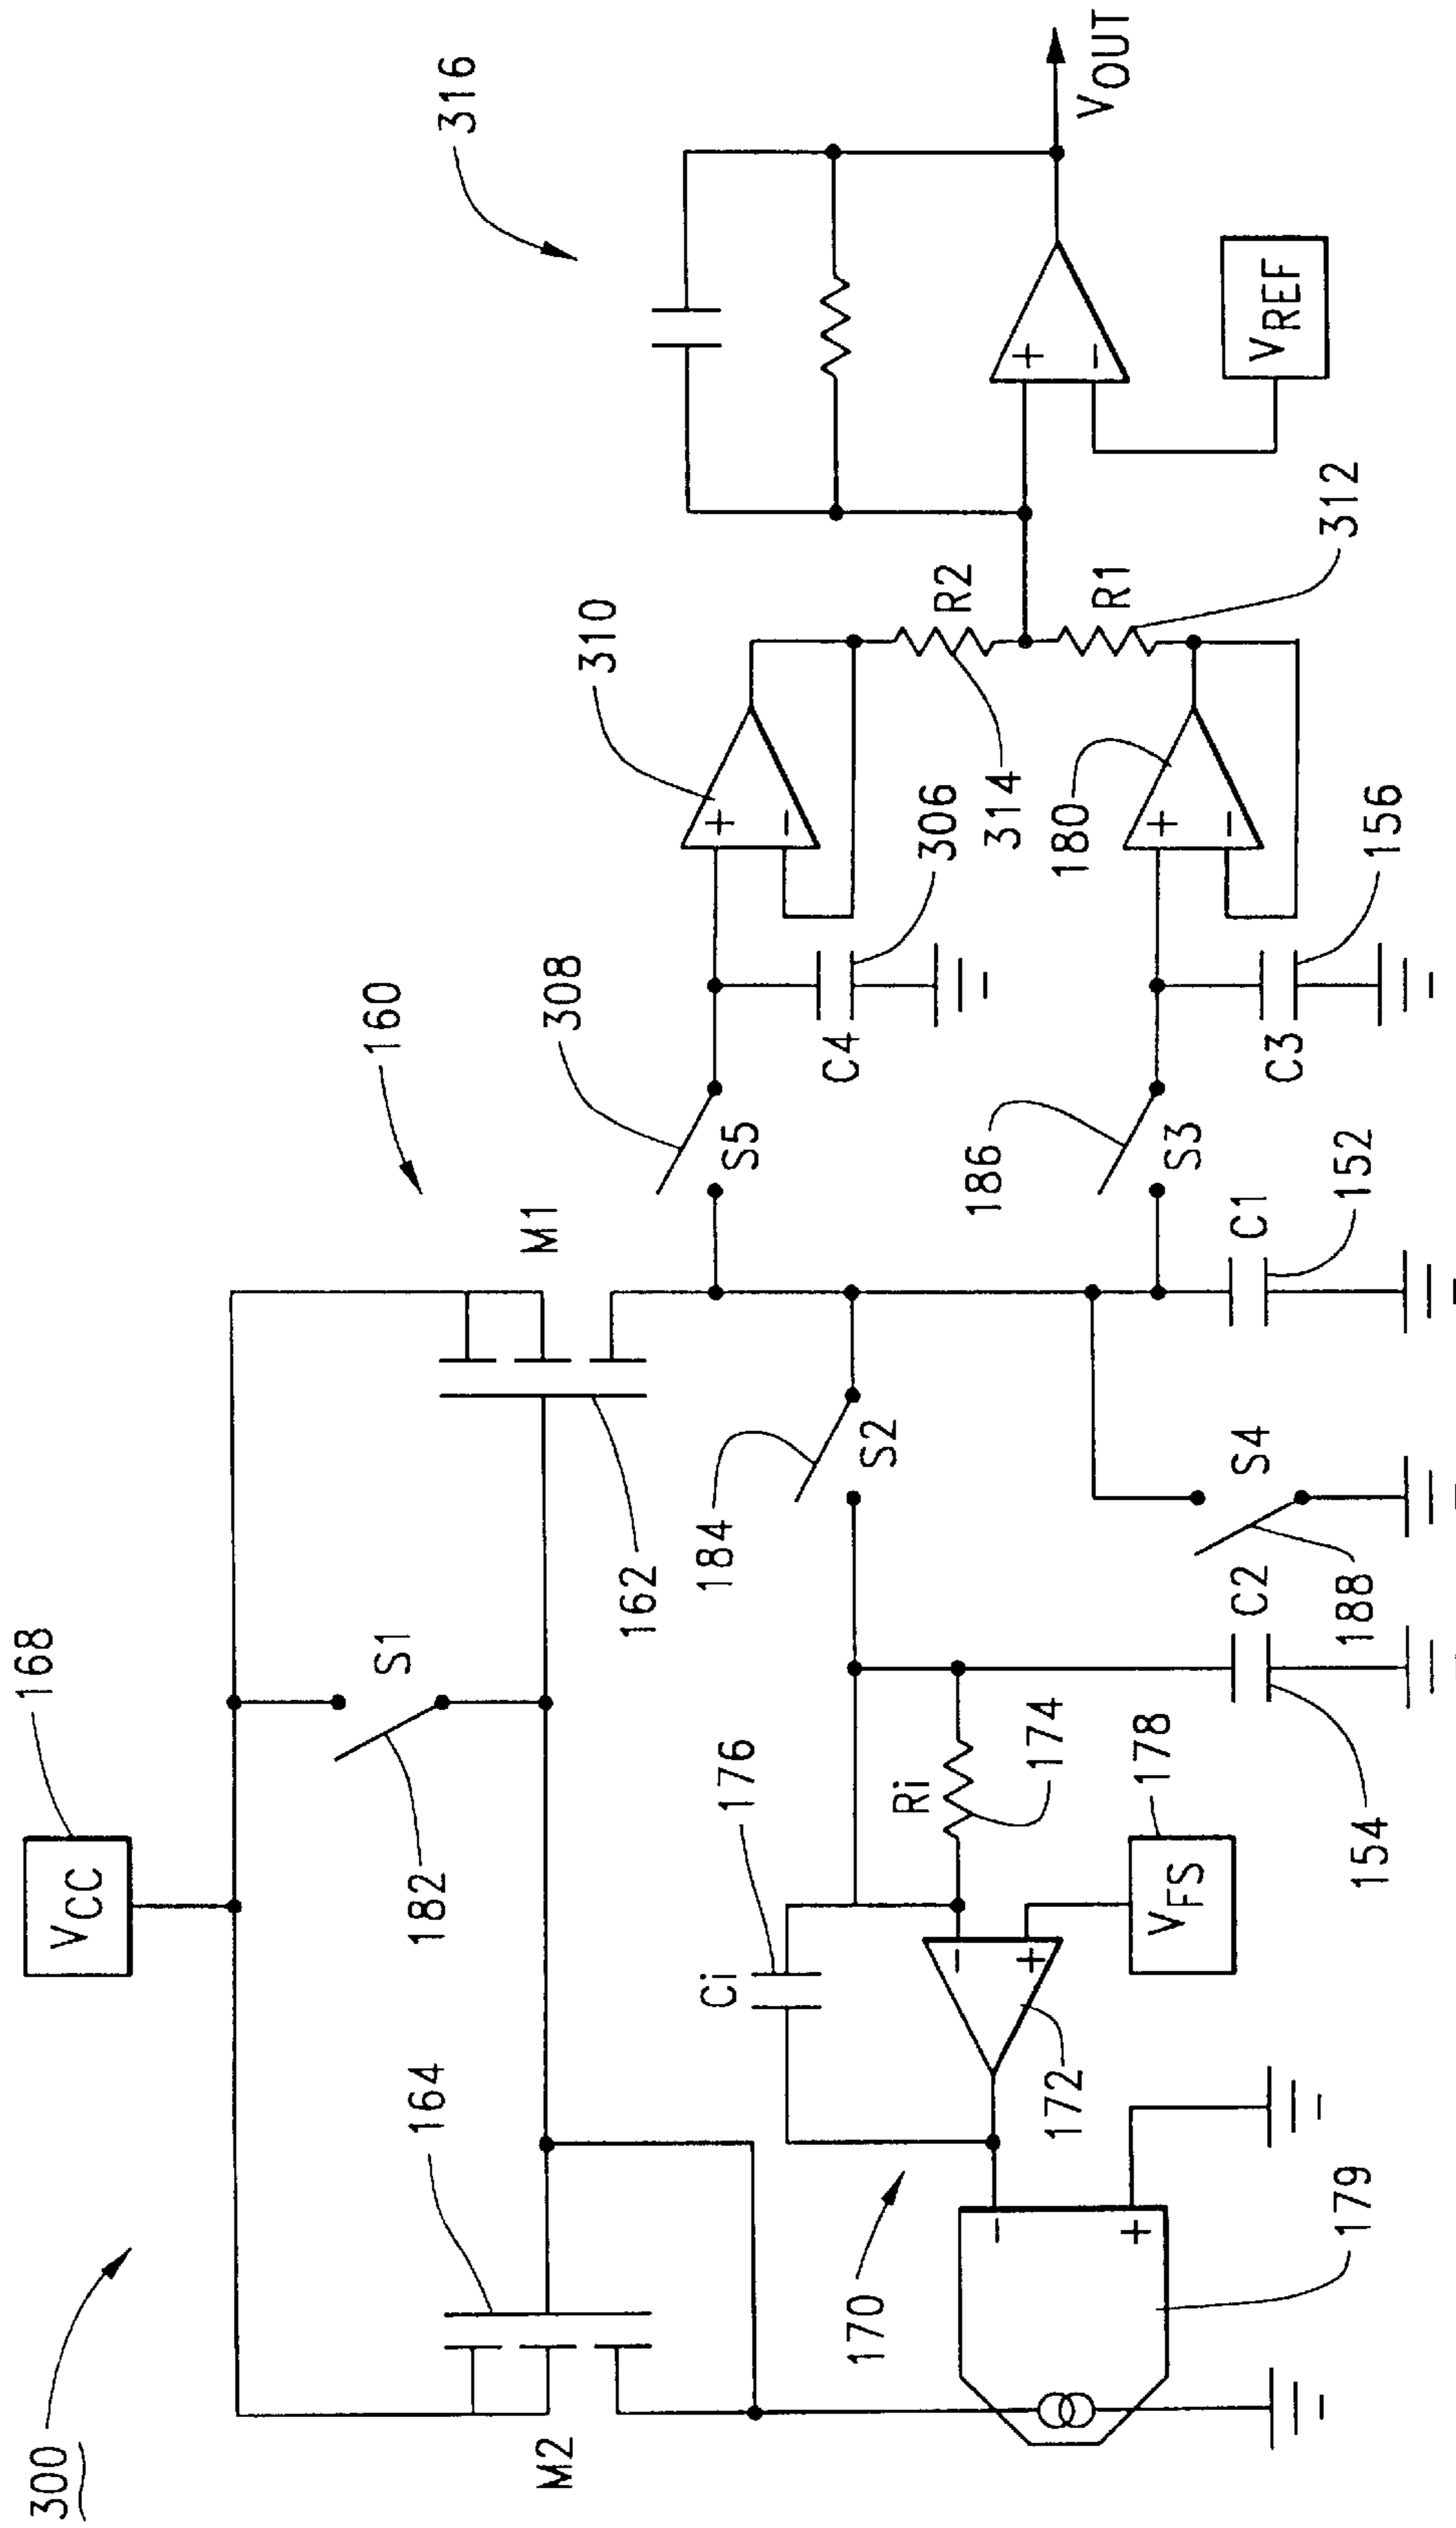 300
VCC
168
S1
182
164
M2
160
M1
162
308
S5
C4
306
310
R2
314
R1
312
316
VOUT
+
−
VREF
+
−
180
+
−
156
C3
186
S3
184
S2
C1
152
S4
188
C2
154
176
Ci
Ri
174
178
VFS
−
+
172
170
−
+
179